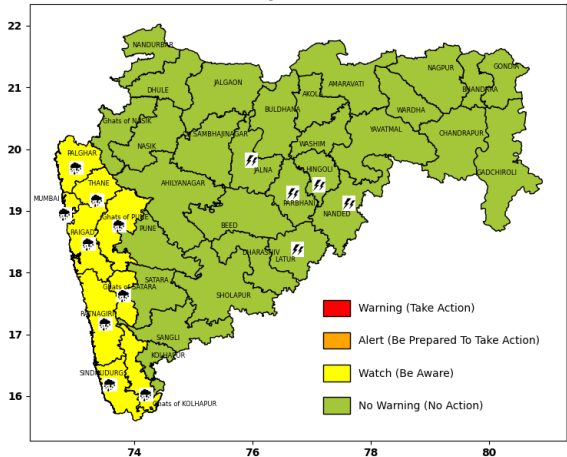 22
21
20
19
18
17
16
74
76
78
80
NANDURBAR
DHULE
JALGAON
Ghats of NASIK
NASIK
SAMBHAJINAGAR
BULDHANA
AKOLA
AMARAVATI
NAGPUR
GONDIA
BHANDARA
WARDHA
WASHIM
YAVATMAL
CHANDRAPUR
GADCHIROLI
PALGHAR
THANE
MUMBAI
AHILYANAGAR
JALNA
HINGOLI
PARBHANI
NANDED
Ghats of PUNE
PUNE
RAIGAD
BEED
DHARASHIV
LATUR
SATARA
Ghats of SATARA
SHOLAPUR
RATNAGIRI
SANGLI
KOLHAPUR
SINDHUDURG
Ghats of KOLHAPUR
Warning (Take Action)
Alert (Be Prepared To Take Action)
Watch (Be Aware)
No Warning (No Action)